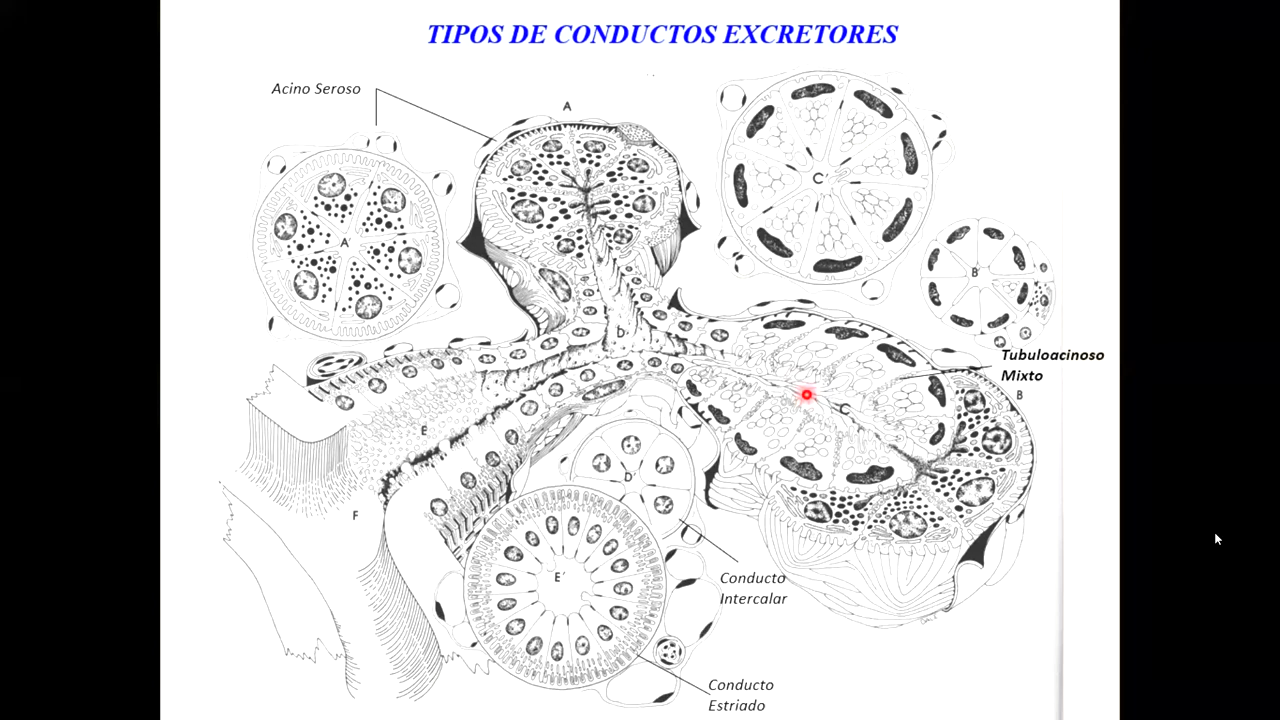 TIPOS DE CONDUCTOS EXCRETORES
Acino Seroso
A
C'
A'
B'
D
Tubuloacinoso
Mixto
B
C
E
D'
F
E'
Conducto
Intercalar
Conducto
Estriado